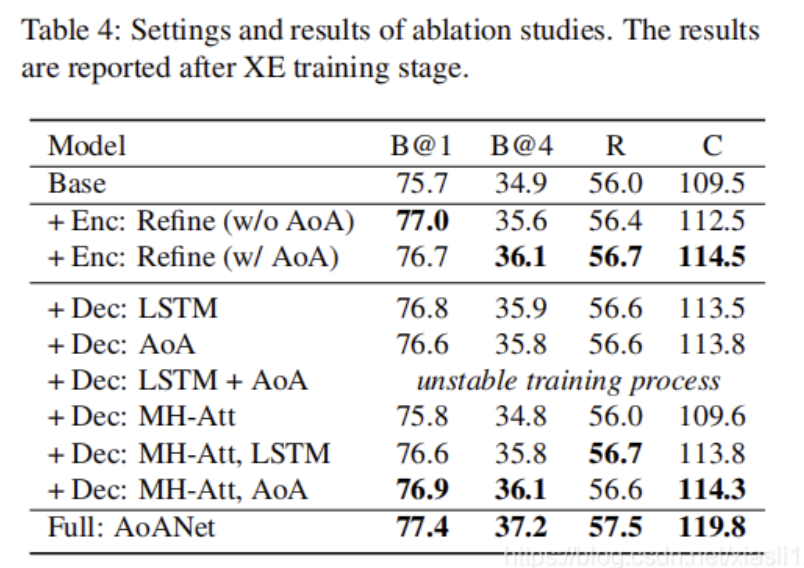 Table 4: Settings and results of ablation studies. The results
are reported after XE training stage.
Model B@1 B@4 R C
Base 75.7 34.9 56.0 109.5
+ Enc: Refine (w/o AoA) 77.0 35.6 56.4 112.5
+ Enc: Refine (w/ AoA) 76.7 36.1 56.7 114.5
+ Dec: LSTM 76.8 35.9 56.6 113.5
+ Dec: AoA 76.6 35.8 56.6 113.8
+ Dec: LSTM + AoA unstable training process
+ Dec: MH-Att 75.8 34.8 56.0 109.6
+ Dec: MH-Att, LSTM 76.6 35.8 56.7 113.8
+ Dec: MH-Att, AoA 76.9 36.1 56.6 114.3
Full: AoANet 77.4 37.2 57.5 119.8
https://blog.csdn.net/xiasli1